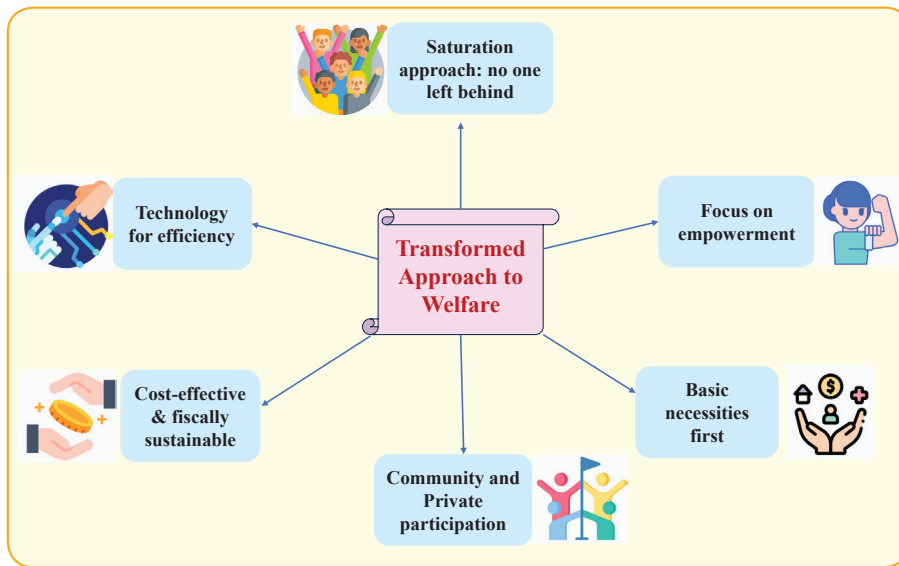 Saturation
approach: no one
left behind
Technology
for efficiency
Focus on
empowerment
Transformed
Approach to
Welfare
Cost-effective
& fiscally
sustainable
Basic
necessities
first
Community and
Private
participation
$